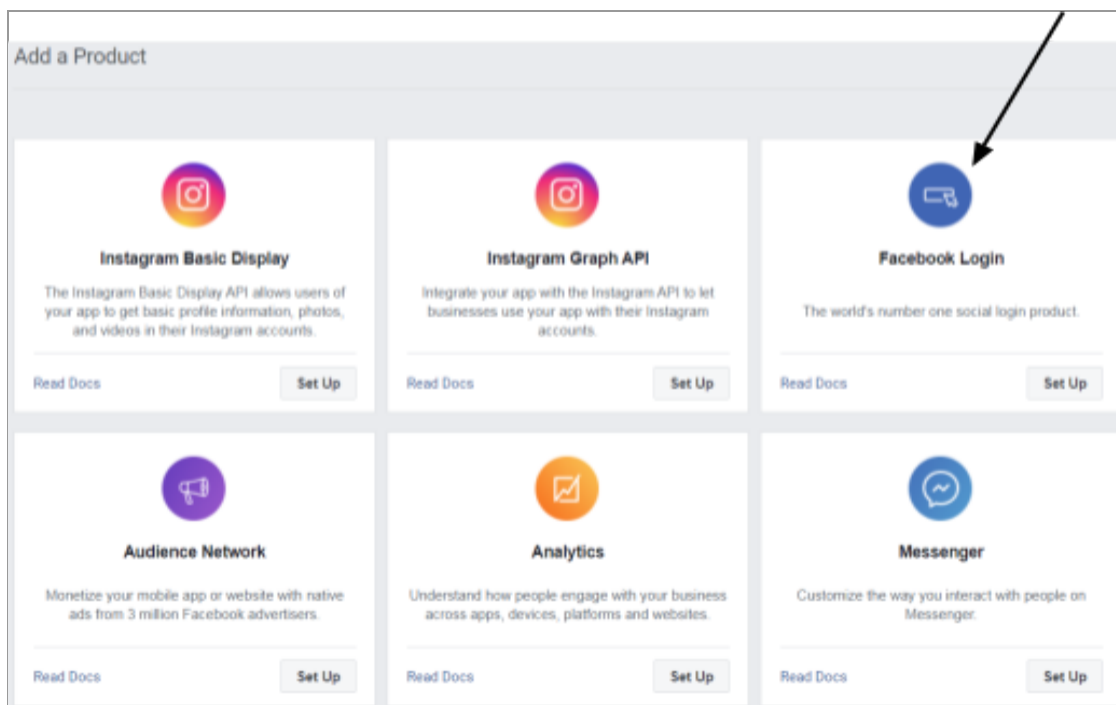 Add a Product
Instagram Basic Display
The Instagram Basic Display API allows users of
your app to get basic profile information, photos,
and videos in their Instagram accounts.
Read Docs
Set Up
Instagram Graph API
Integrate your app with the Instagram API to let
businesses use your app with their Instagram
accounts.
Read Docs
Set Up
Facebook Login
The world's number one social login product.
Read Docs
Set Up
Audience Network
Monetize your mobile app or website with native
ads from 3 million Facebook advertisers.
Read Docs
Set Up
Analytics
Understand how people engage with your business
across apps, devices, platforms and websites.
Read Docs
Set Up
Messenger
Customize the way you interact with people on
Messenger.
Read Docs
Set Up